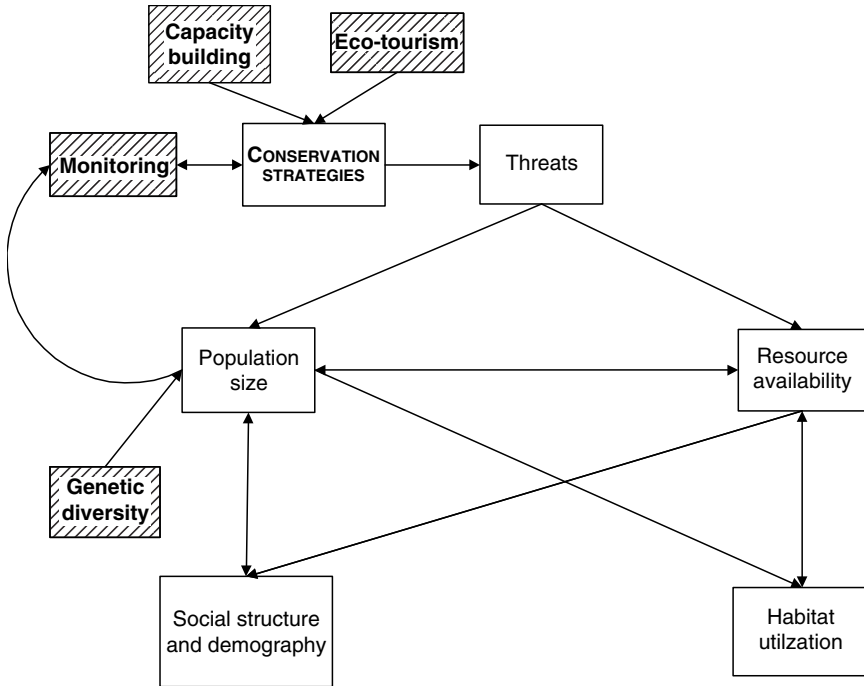 Capacity
building
Eco-tourism
Monitoring
CONSERVATION
STRATEGIES
Threats
Population
size
Resource
availability
Genetic
diversity
Social structure
and demography
Habitat
utilzation